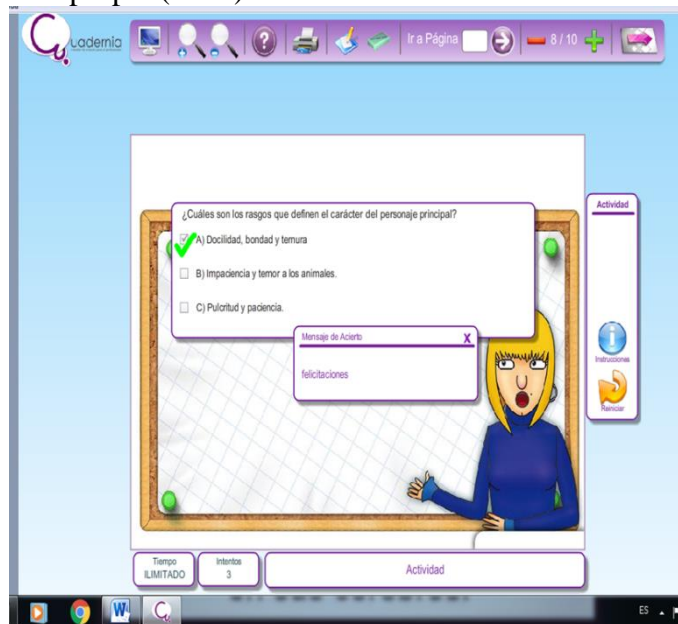 Cuadernia
Ir a Página
8 / 10
Actividad
¿Cuáles son los rasgos que definen el carácter del personaje principal?
A) Docilidad, bondad y ternura
B) Impaciencia y temor a los animales.
C) Pulcritud y paciencia.
Mensaje de Acierto X
felicitaciones
Instrucciones
Reiniciar
Tiempo
ILIMITADO
Intentos
3
Actividad
ES